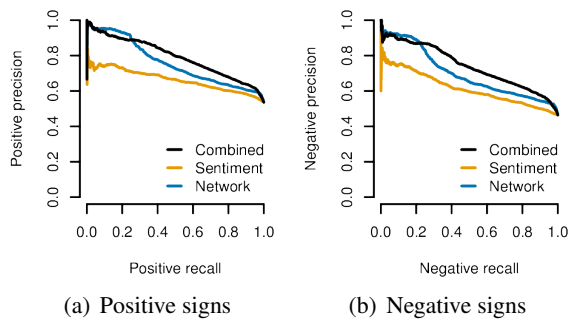 Positive precision
1.0
0.8
0.6
0.4
0.2
0.0
Combined
Sentiment
Network
0.0 0.2 0.4 0.6 0.8 1.0
Positive recall
(a) Positive signs
Negative precision
1.0
0.8
0.6
0.4
0.2
0.0
Combined
Sentiment
Network
0.0 0.2 0.4 0.6 0.8 1.0
Negative recall
(b) Negative signs